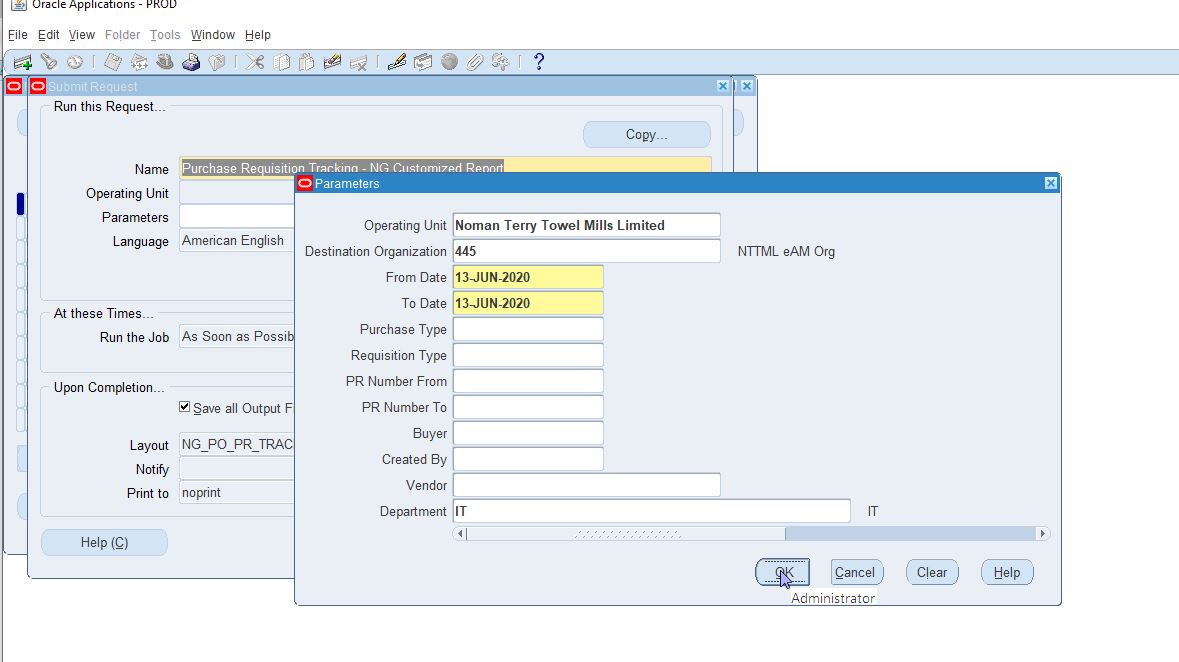 Oracle Applications - PROD
File Edit View Folder Tools Window Help
Submit Request
Run this Request...
Copy...
Name Purchase Requisition Tracking - NG Customized Report
Operating Unit
Parameters
Language American English
At these Times...
Run the Job As Soon as Possib
Upon Completion...
Save all Output F
Layout NG_PO_PR_TRAC
Notify
Print to noprint
Help (C)
Parameters
Operating Unit Noman Terry Towel Mills Limited
Destination Organization 445 NTTML eAM Org
From Date 13-JUN-2020
To Date 13-JUN-2020
Purchase Type
Requisition Type
PR Number From
PR Number To
Buyer
Created By
Vendor
Department IT IT
OK Cancel Clear Help
Administrator